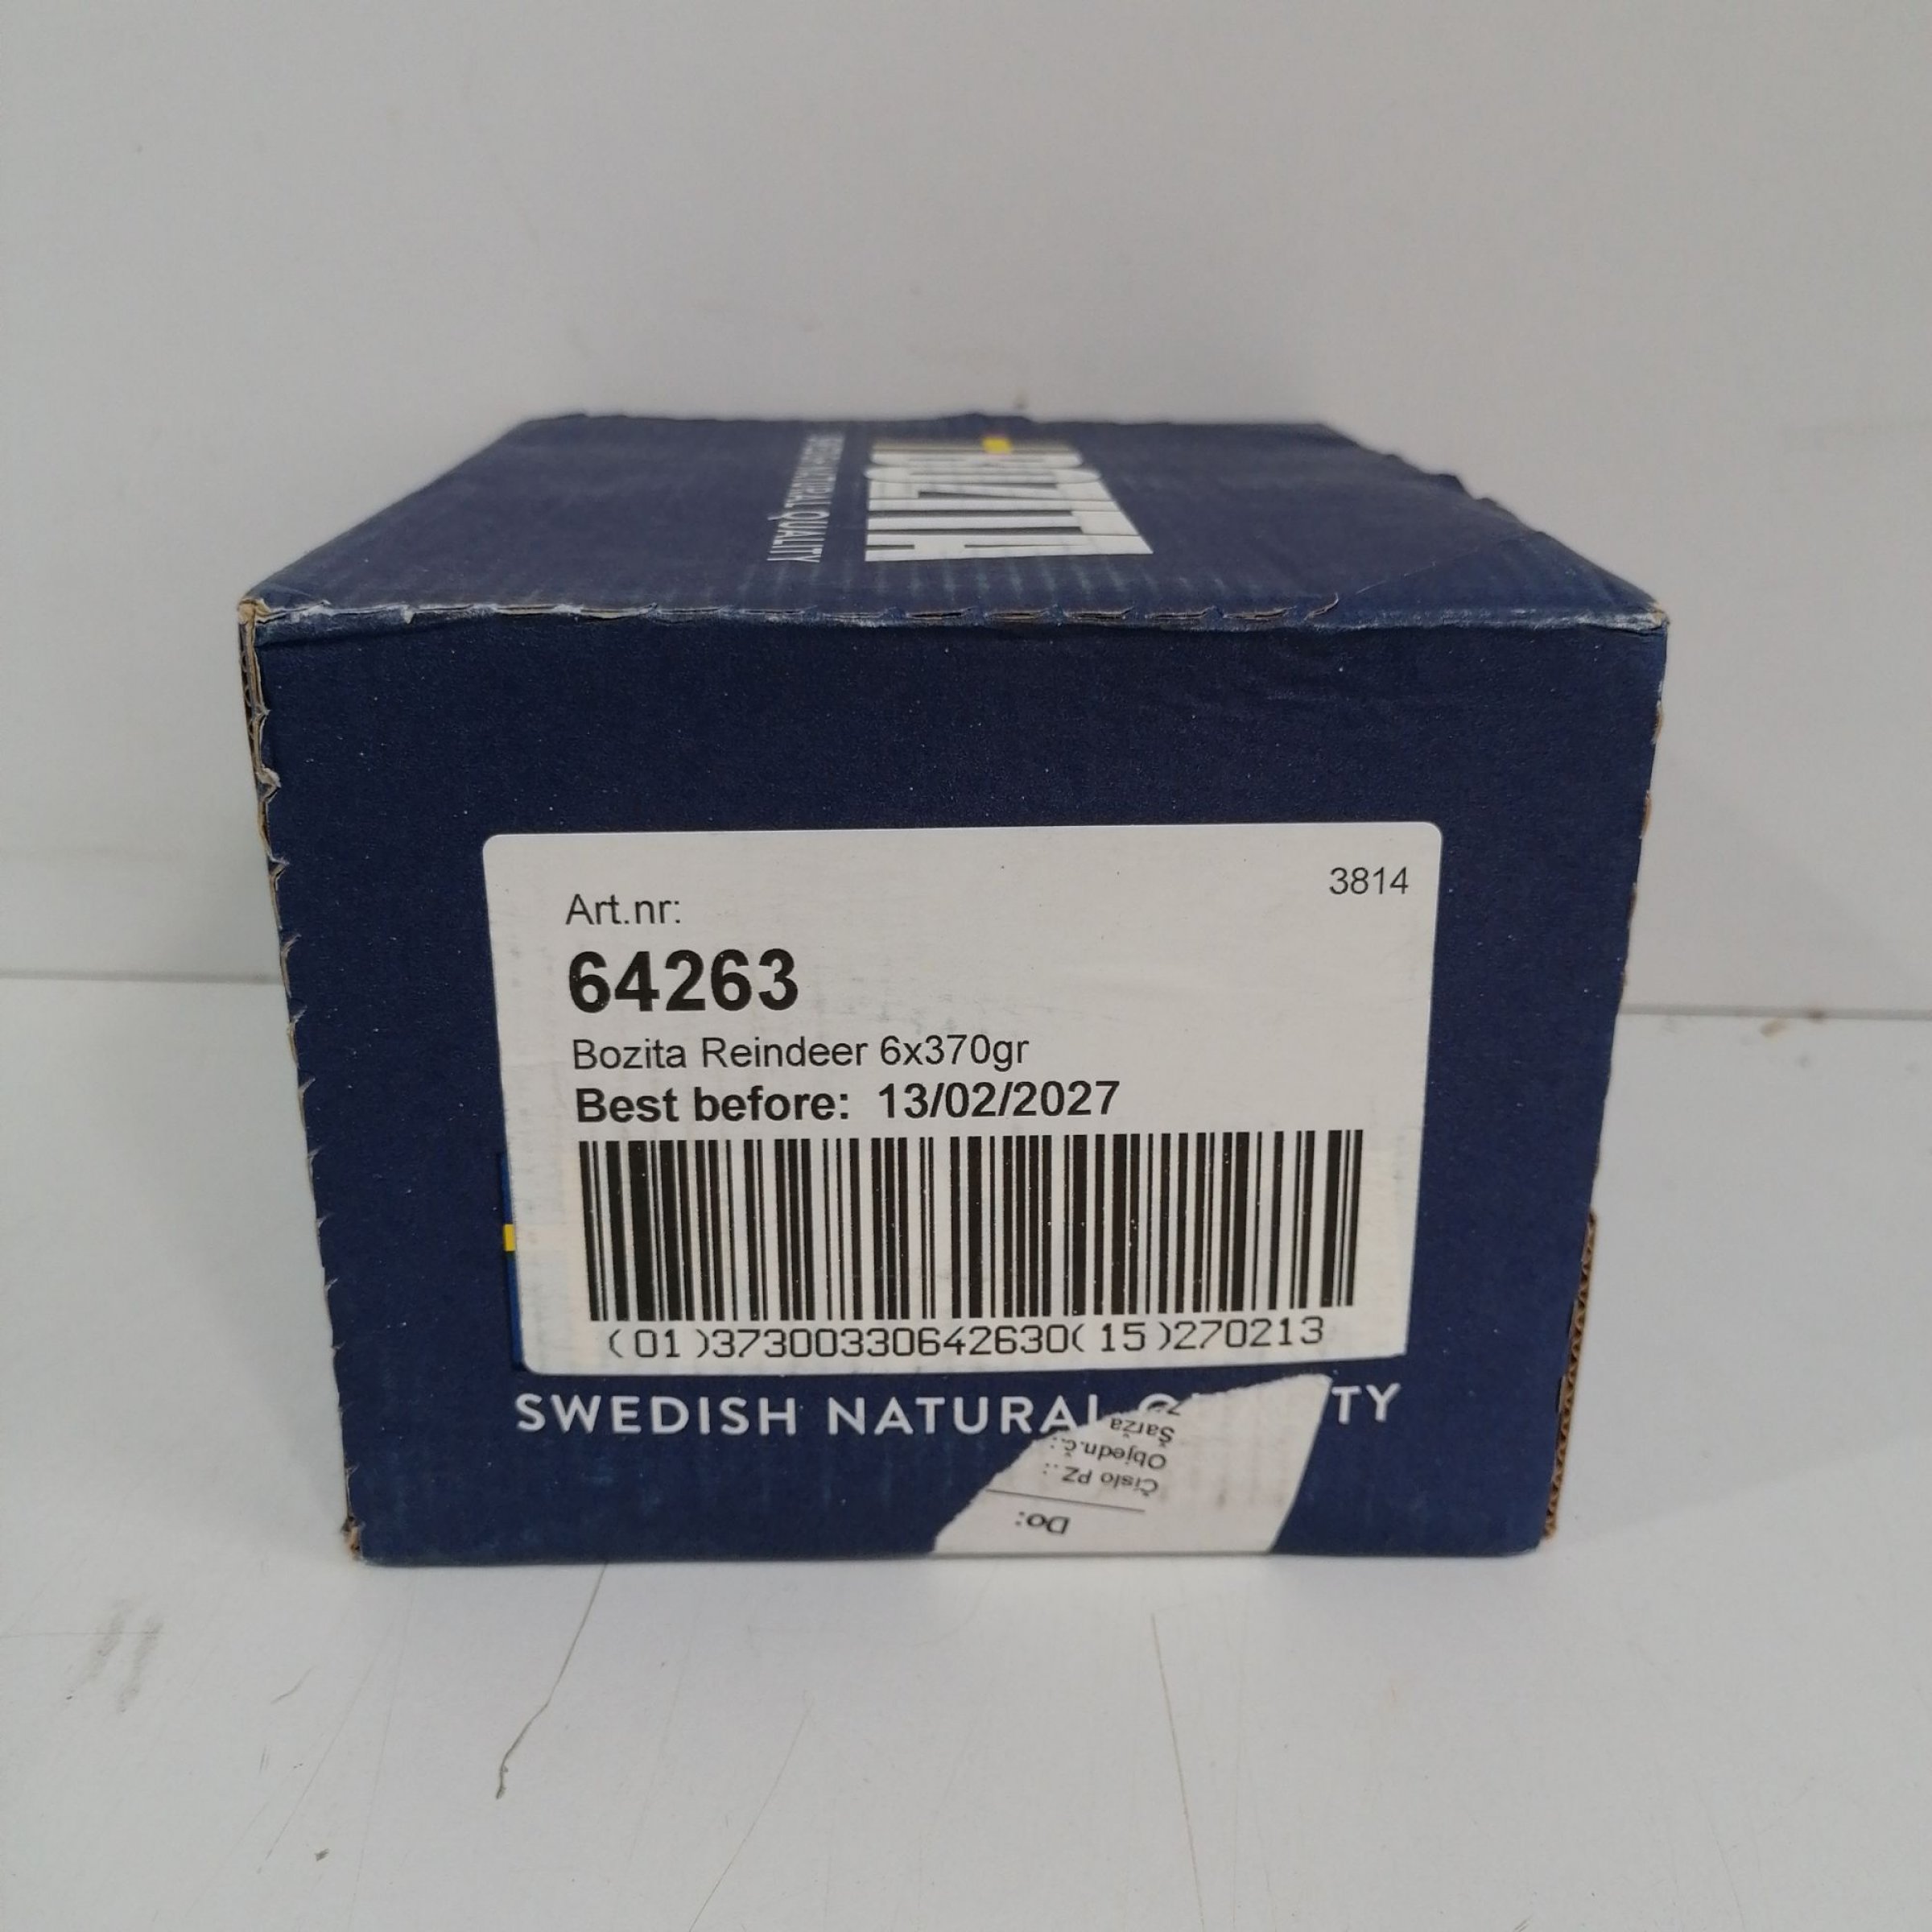 BOZITA
SWEDISH NATURAL QUALITY
3814
Art.nr:
64263
Bozita Reindeer 6x370gr
Best before: 13/02/2027
(01)37300330642630(15)270213
SWEDISH NATURAL TY
Do:
Číslo PZ.:
Objedn.č.:
Šarža